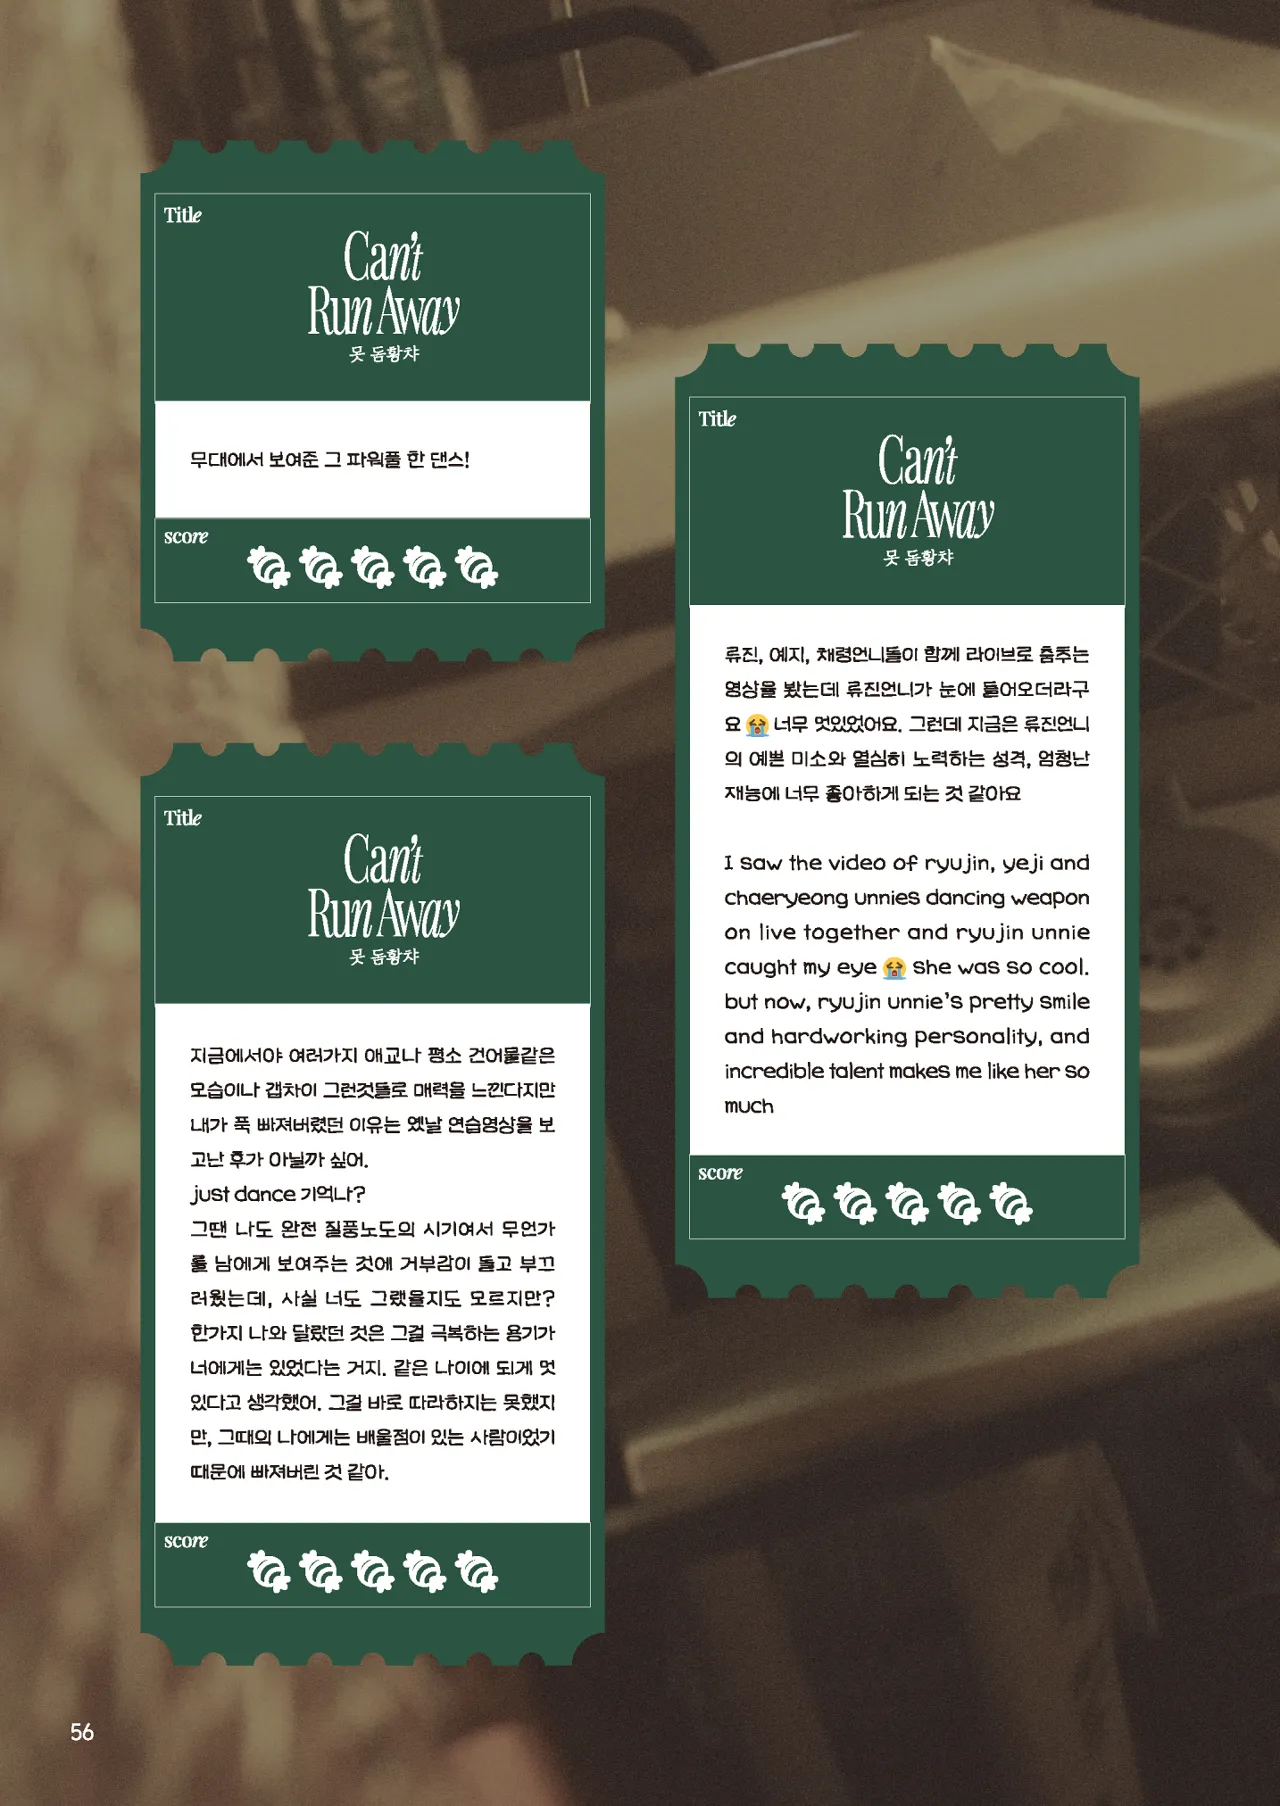 Title
Can't
Run Away
못 돔황챠
무대에서 보여준 그 파워풀 한 댄스!
score
Title
Can't
Run Away
못 돔황챠
지금에서야 여러가지 애교나 평소 건어물같은
모습이나 갭차이 그런것들로 매력을 느낀다지만
내가 푹 빠져버렸던 이유는 옛날 연습영상을 보
고난 후가 아닐까 싶어.
just dance 기억나?
그땐 나도 완전 질풍노도의 시기여서 무언가
를 남에게 보여주는 것에 거부감이 들고 부끄
러웠는데, 사실 너도 그랬을지도 모르지만?
한가지 나와 달랐던 것은 그걸 극복하는 용기가
너에게는 있었다는 거지. 같은 나이에 되게 멋
있다고 생각했어. 그걸 바로 따라하지는 못했지
만, 그때의 나에게는 배울점이 있는 사람이었기
때문에 빠져버린 것 같아.
score
Title
Can't
Run Away
못 돔황챠
류진, 예지, 채령언니들이 함께 라이브로 춤추는
영상을 봤는데 류진언니가 눈에 들어오더라구
요 😭 너무 멋있었어요. 그런데 지금은 류진언니
의 예쁜 미소와 열심히 노력하는 성격, 엄청난
재능에 너무 좋아하게 되는 것 같아요
I saw the video of ryujin, yeji and
chaeryeong unnies dancing weapon
on live together and ryujin unnie
caught my eye 😭 she was so cool.
but now, ryujin unnie's pretty smile
and hardworking personality, and
incredible talent makes me like her so
much
score
56